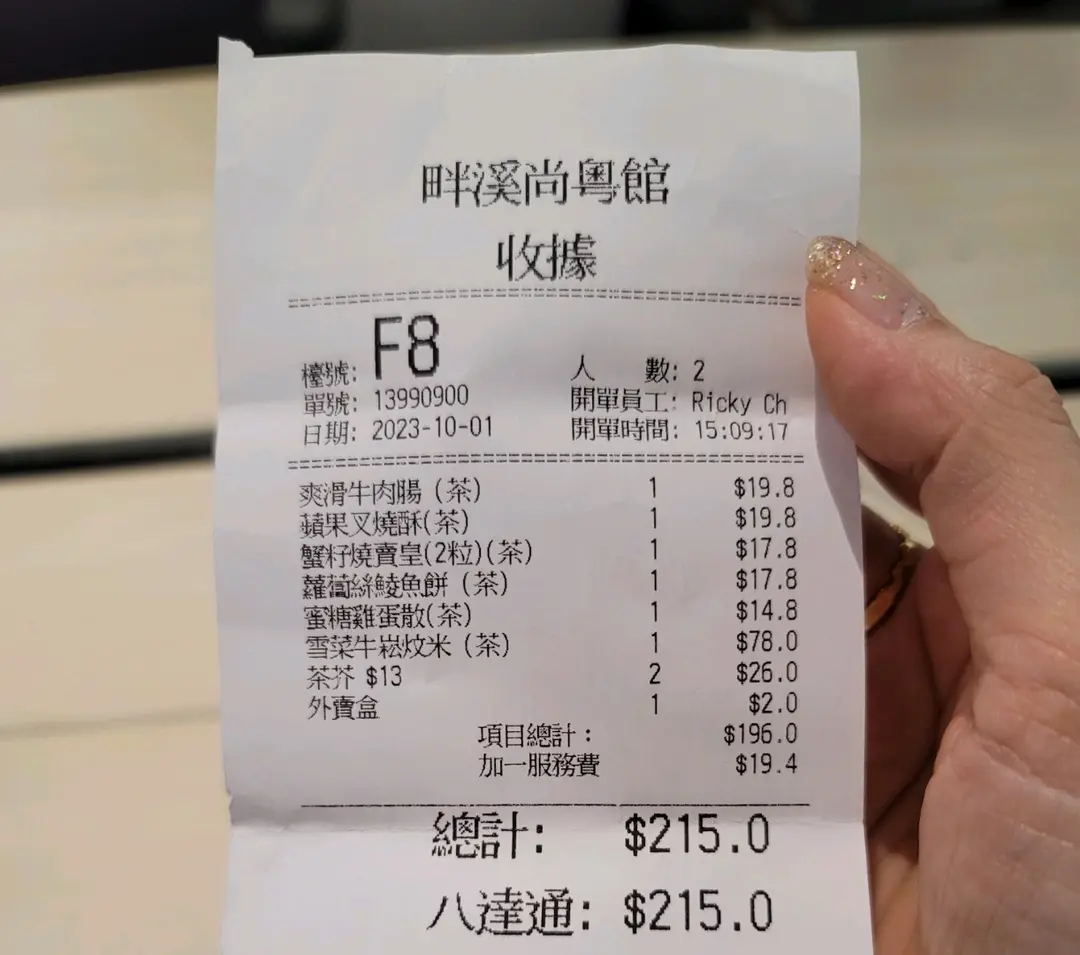 畔溪尚粵館
收據
檯號: F8 人 數: 2
單號: 13990900 開單員工: Ricky Ch
日期: 2023-10-01 開單時間: 15:09:17
爽滑牛肉腸 (茶) 1 $19.8
蘋果叉燒酥(茶) 1 $19.8
蟹籽燒賣皇(2粒)(茶) 1 $17.8
蘿蔔絲鯪魚餅 (茶) 1 $17.8
蜜糖雞蛋散(茶) 1 $14.8
雪菜牛崧炆米 (茶) 1 $78.0
茶芥 $13 2 $26.0
外賣盒 1 $2.0
項目總計: $196.0
加一服務費 $19.4
總計: $215.0
八達通: $215.0